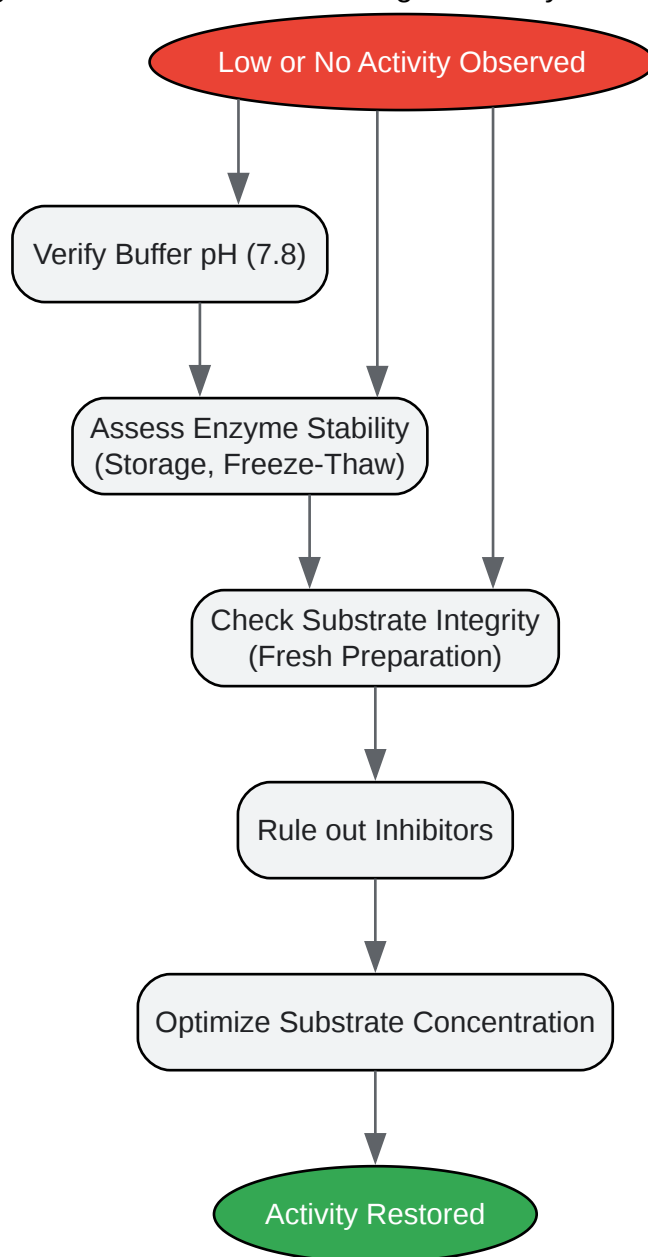 Low or No Activity Observed
Verify Buffer pH (7.8)
Assess Enzyme Stability
(Storage, Freeze-Thaw)
Check Substrate Integrity
(Fresh Preparation)
Rule out Inhibitors
Optimize Substrate Concentration
Activity Restored